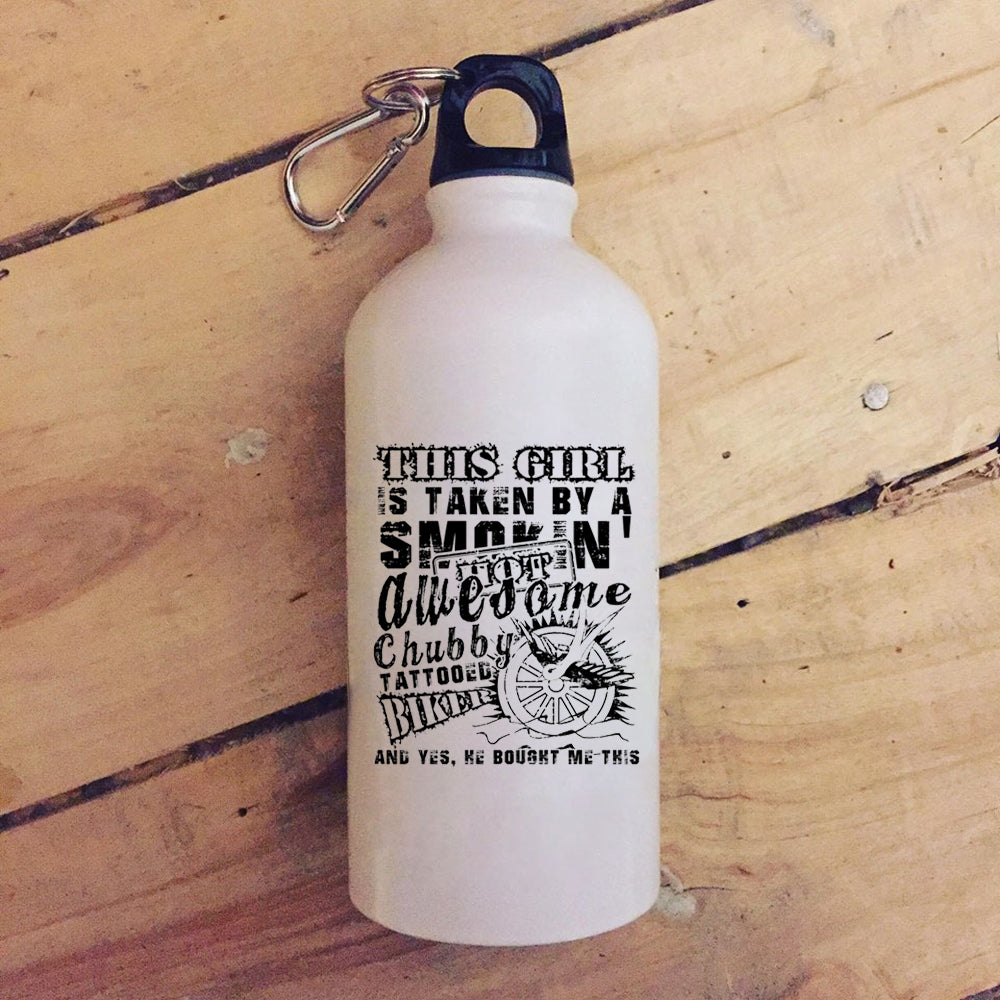 THIS GIRL
IS TAKEN BY A
SMOKIN'
HOT
awesome
Chubby
TATTOOED
BIKER
AND YES, HE BOUGHT ME THIS